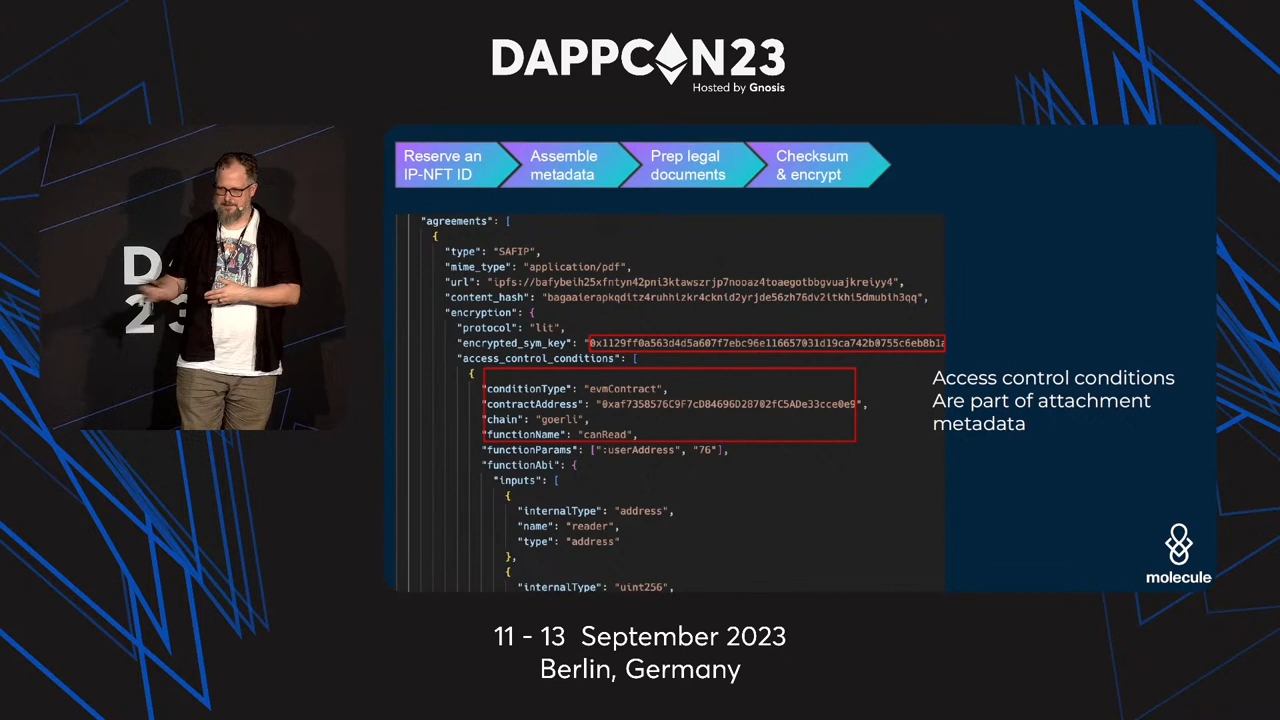 DAPPCON23
Hosted by Gnosis
Reserve an
IP-NFT ID
Assemble
metadata
Prep legal
documents
Checksum
& encrypt
"agreements": [
{
"type": "SAFIP",
"mime_type": "application/pdf",
"url": "ipfs://bafybeih25xfntyn42pni3ktawszrjp7nooaz4toaegotbbgvuajkreiyy4",
"content_hash": "bagaaierapkqditz4ruhhizkr4cknid2yrjde56zh76dv2itkhi5dmubih3qq",
"encryption": {
"protocol": "lit",
"encrypted_sym_key": "0x1129ff0a563d4d5a607f7ebc96e116657031d19ca742b0755c6eb8b1a
"access_control_conditions": [
{
"conditionType": "evmContract",
"contractAddress": "0xaf7358576C9F7cD84696D28702fC5ADe33cce0e9",
"chain": "goerli",
"functionName": "canRead",
"functionParams": [":userAddress", "76"],
"functionAbi": {
"inputs": [
{
"internalType": "address",
"name": "reader",
"type": "address"
},
{
"internalType": "uint256",
Access control conditions
Are part of attachment
metadata
molecule
D
23
11 - 13 September 2023
Berlin, Germany